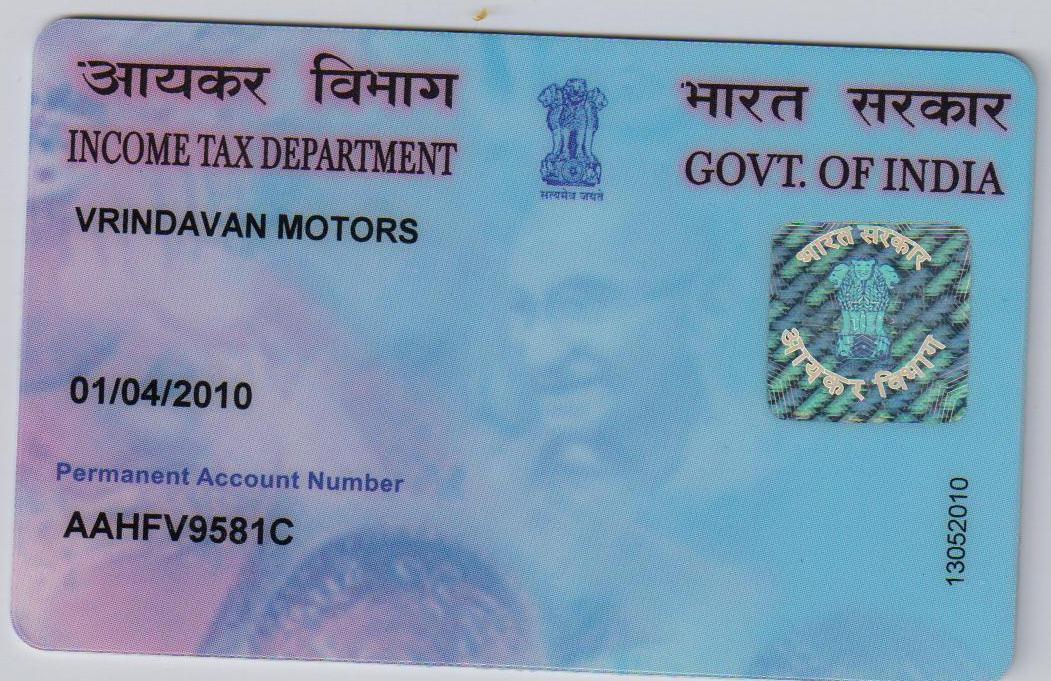 आयकर विभाग
INCOME TAX DEPARTMENT
भारत सरकार
GOVT. OF INDIA
सत्यमेव जयते
VRINDAVAN MOTORS
भारत सरकार
आयकर विभाग
01/04/2010
Permanent Account Number
AAHFV9581C
13052010